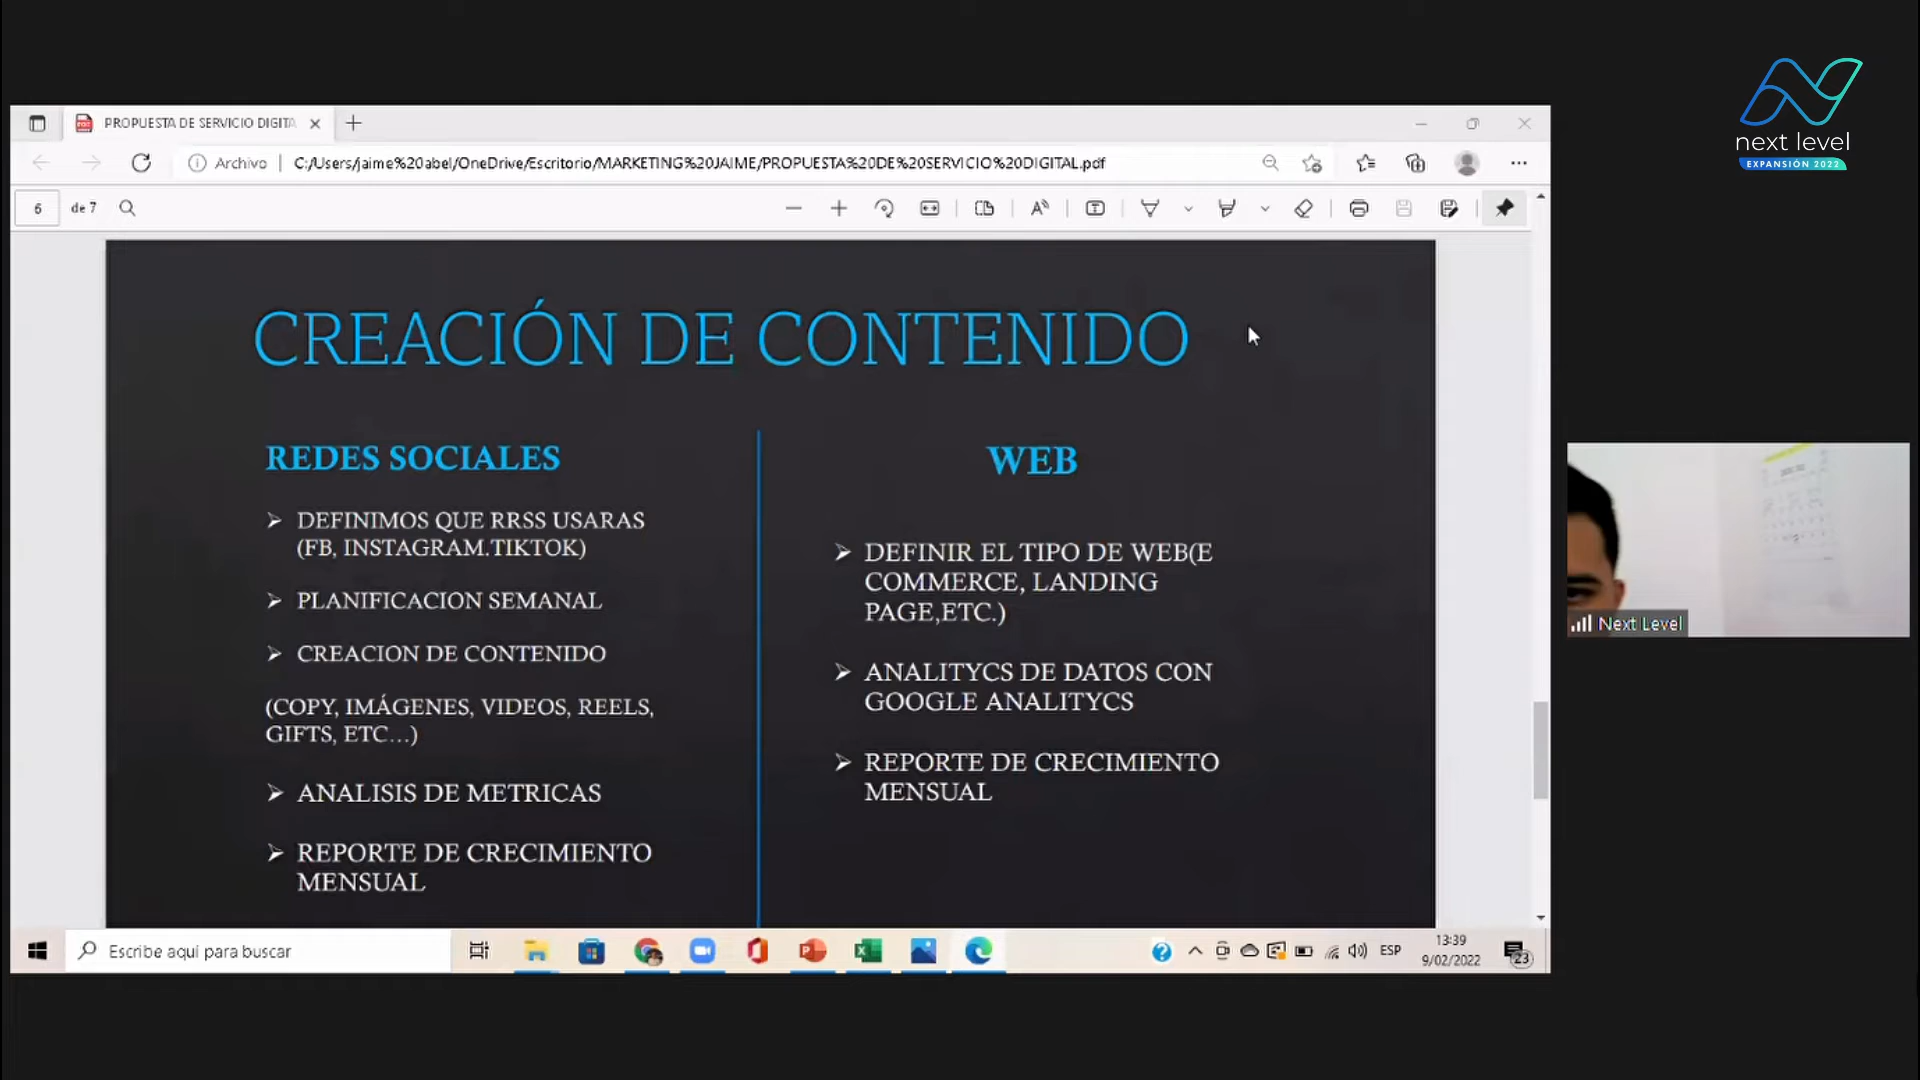 next level
EXPANSIÓN 2022
PROPUESTA DE SERVICIO DIGITA
Archivo
C:/Users/jaime%20abel/OneDrive/Escritorio/MARKETING%20JAIME/PROPUESTA%20DE%20SERVICIO%20DIGITAL.pdf
6 de 7
CREACIÓN DE CONTENIDO
REDES SOCIALES
DEFINIMOS QUE RRSS USARAS
(FB, INSTAGRAM.TIKTOK)
PLANIFICACION SEMANAL
CREACION DE CONTENIDO
(COPY, IMÁGENES, VIDEOS, REELS,
GIFTS, ETC...)
ANALISIS DE METRICAS
REPORTE DE CRECIMIENTO
MENSUAL
WEB
DEFINIR EL TIPO DE WEB(E
COMMERCE, LANDING
PAGE,ETC.)
ANALITYCS DE DATOS CON
GOOGLE ANALITYCS
REPORTE DE CRECIMIENTO
MENSUAL
Next Level
Escribe aquí para buscar
ESP
13:39
9/02/2022
23